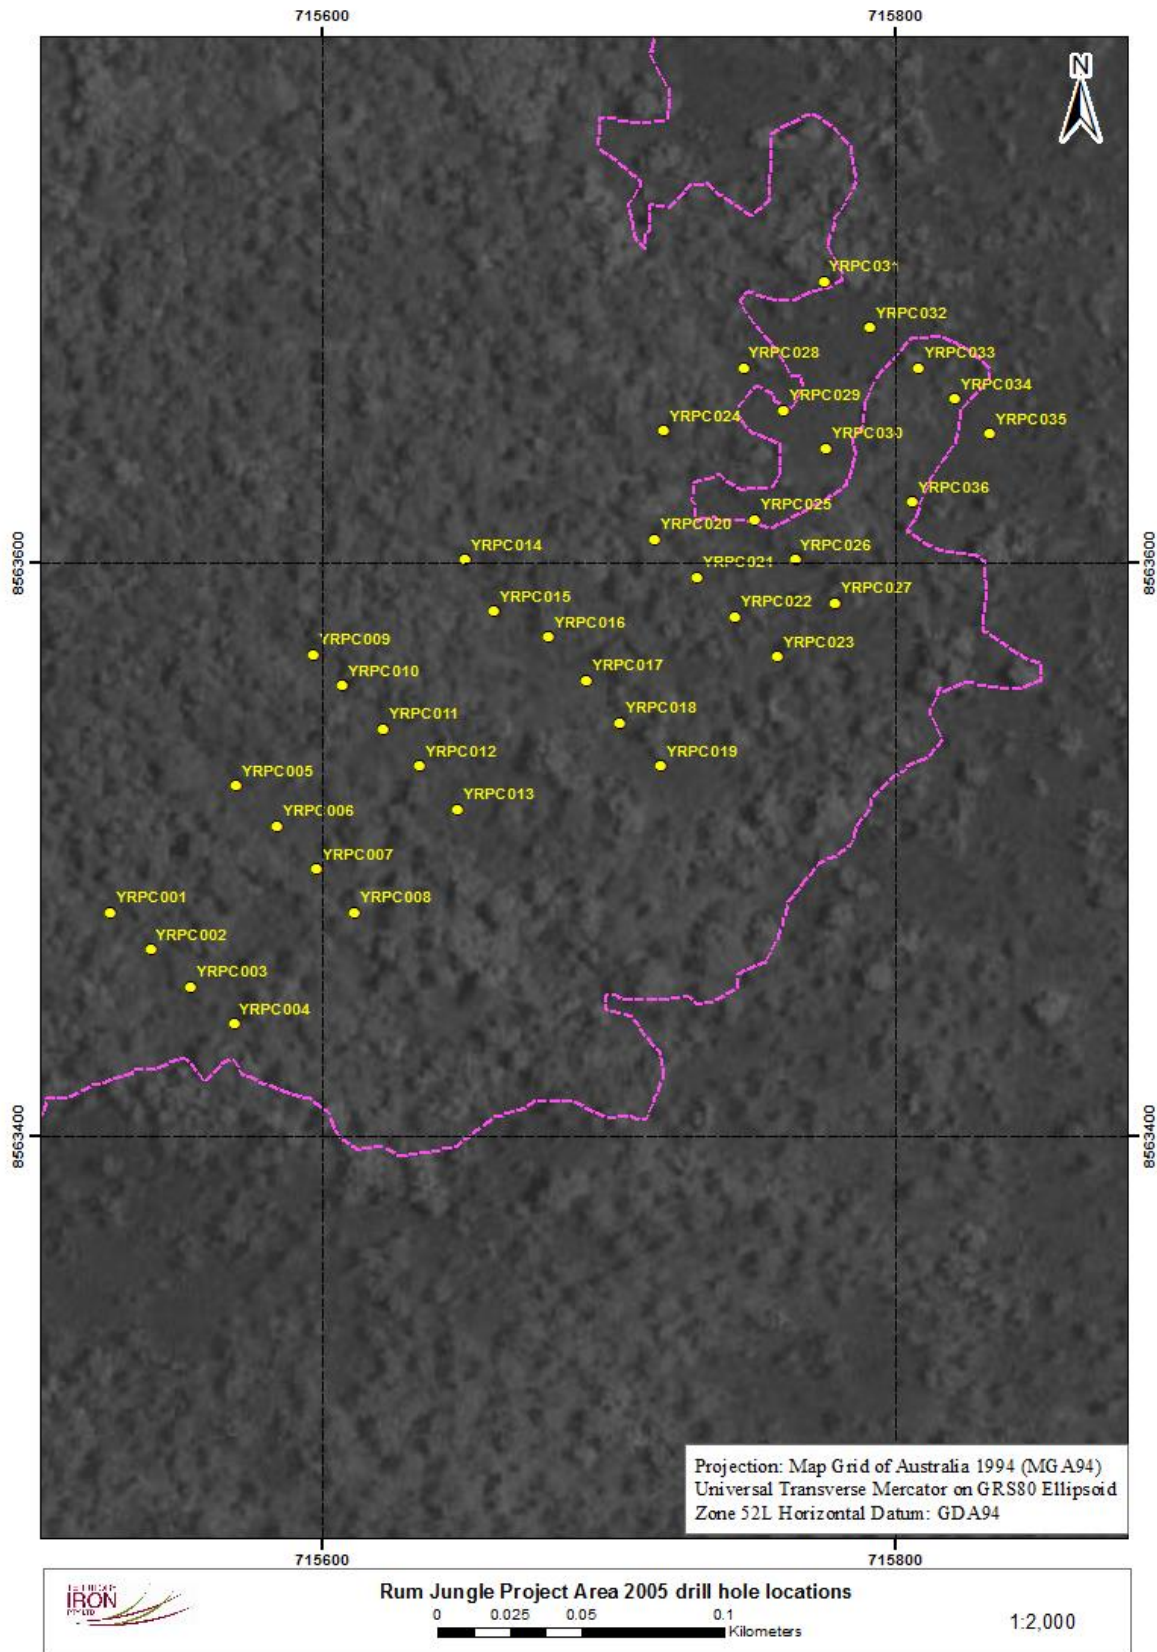 715600
715800
N
YRPC031
YRPC032
YRPC028
YRPC033
YRPC034
YRPC029
YRPC024
YRPC030
YRPC035
YRPC036
YRPC025
YRPC020
YRPC014
YRPC026
8563600
8563600
YRPC021
YRPC027
YRPC015
YRPC022
YRPC016
YRPC009
YRPC023
YRPC010
YRPC017
YRPC011
YRPC018
YRPC012
YRPC019
YRPC005
YRPC013
YRPC006
YRPC007
YRPC001
YRPC008
YRPC002
YRPC003
YRPC004
8563400
8563400
Projection: Map Grid of Australia 1994 (MGA94)
Universal Transverse Mercator on GRS80 Ellipsoid
Zone 52L Horizontal Datum: GDA94
715600
715800
IRON
PTY LTD
Rum Jungle Project Area 2005 drill hole locations
0 0.025 0.05 0.1
Kilometers
1:2,000